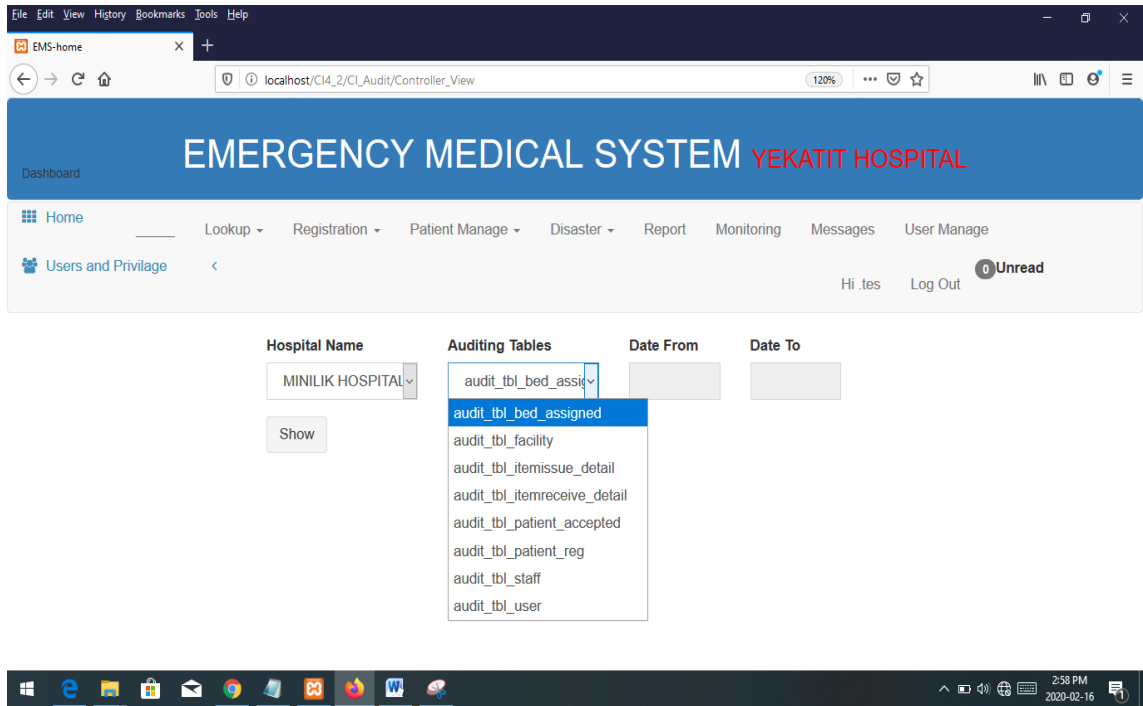 File Edit View History Bookmarks Tools Help
EMS-home
localhost/CI4_2/CI_Audit/Controller_View 120%
Dashboard EMERGENCY MEDICAL SYSTEM YEKATIT HOSPITAL
Home
Lookup Registration Patient Manage Disaster Report Monitoring Messages User Manage
Users and Privilage
0 Unread
Hi .tes Log Out
Hospital Name Auditing Tables Date From Date To
MINILIK HOSPITAL audit_tbl_bed_assig
audit_tbl_bed_assigned
Show
audit_tbl_facility
audit_tbl_itemissue_detail
audit_tbl_itemreceive_detail
audit_tbl_patient_accepted
audit_tbl_patient_reg
audit_tbl_staff
audit_tbl_user
2:58 PM
2020-02-16